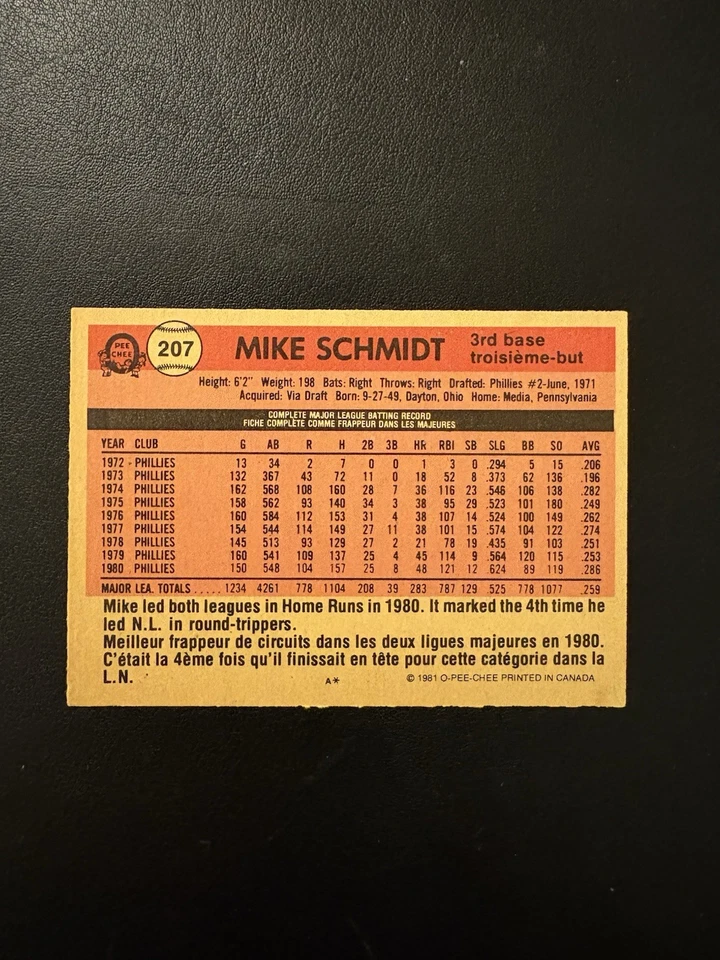 O PEE CHEE
207
MIKE SCHMIDT
3rd base
troisième-but
Height: 6'2" Weight: 198 Bats: Right Throws: Right Drafted: Phillies #2-June, 1971
Acquired: Via Draft Born: 9-27-49, Dayton, Ohio Home: Media, Pennsylvania
COMPLETE MAJOR LEAGUE BATTING RECORD
FICHE COMPLÈTE COMME FRAPPEUR DANS LES MAJEURES
YEAR CLUB G AB R H 2B 3B HR RBI SB SLG BB SO AVG
1972 PHILLIES 13 34 2 7 0 0 1 3 0 .294 5 15 .206
1973 PHILLIES 132 367 43 72 11 0 18 52 8 .373 62 136 .196
1974 PHILLIES 162 568 108 160 28 7 36 116 23 .546 106 138 .282
1975 PHILLIES 158 562 93 140 34 3 38 95 29 .523 101 180 .249
1976 PHILLIES 160 584 112 153 31 4 38 107 14 .524 100 149 .262
1977 PHILLIES 154 544 114 149 27 11 38 101 15 .574 104 122 .274
1978 PHILLIES 145 513 93 129 27 2 21 78 19 .435 91 103 .251
1979 PHILLIES 160 541 109 137 25 4 45 114 9 .564 120 115 .253
1980 PHILLIES 150 548 104 157 25 8 48 121 12 .624 89 119 .286
MAJOR LEA. TOTALS ..... 1234 4261 778 1104 208 39 283 787 129 .525 778 1077 .259
Mike led both leagues in Home Runs in 1980. It marked the 4th time he
led N.L. in round-trippers.
Meilleur frappeur de circuits dans les deux ligues majeures en 1980.
C'était la 4ème fois qu'il finissait en tête pour cette catégorie dans la
L.N.
A* © 1981 O-PEE-CHEE PRINTED IN CANADA